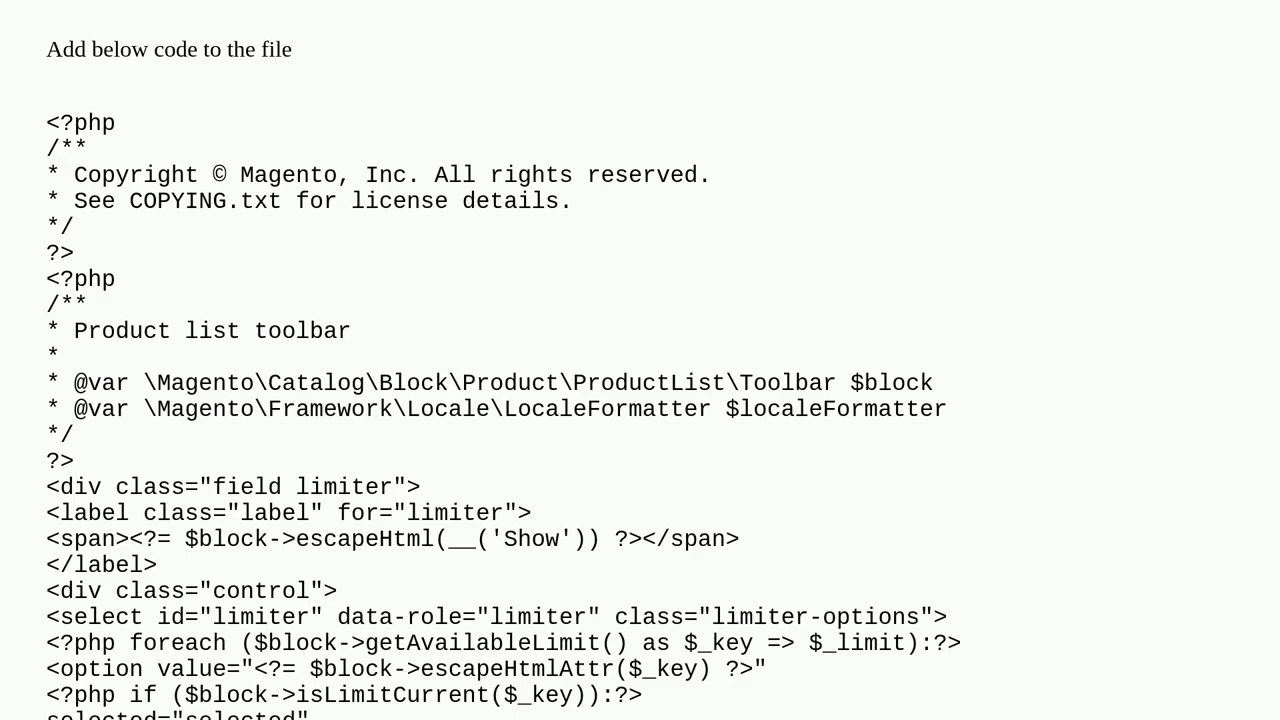 Add below code to the file
<?php
/**
* Copyright © Magento, Inc. All rights reserved.
* See COPYING.txt for license details.
*/
?>
<?php
/**
* Product list toolbar
*
* @var \Magento\Catalog\Block\Product\ProductList\Toolbar $block
* @var \Magento\Framework\Locale\LocaleFormatter $localeFormatter
*/
?>
<div class="field limiter">
<label class="label" for="limiter">
<span><?= $block->escapeHtml(__('Show')) ?></span>
</label>
<div class="control">
<select id="limiter" data-role="limiter" class="limiter-options">
<?php foreach ($block->getAvailableLimit() as $_key => $_limit):?>
<option value="<?= $block->escapeHtmlAttr($_key) ?>"
<?php if ($block->isLimitCurrent($_key)):?>
selected="selected"